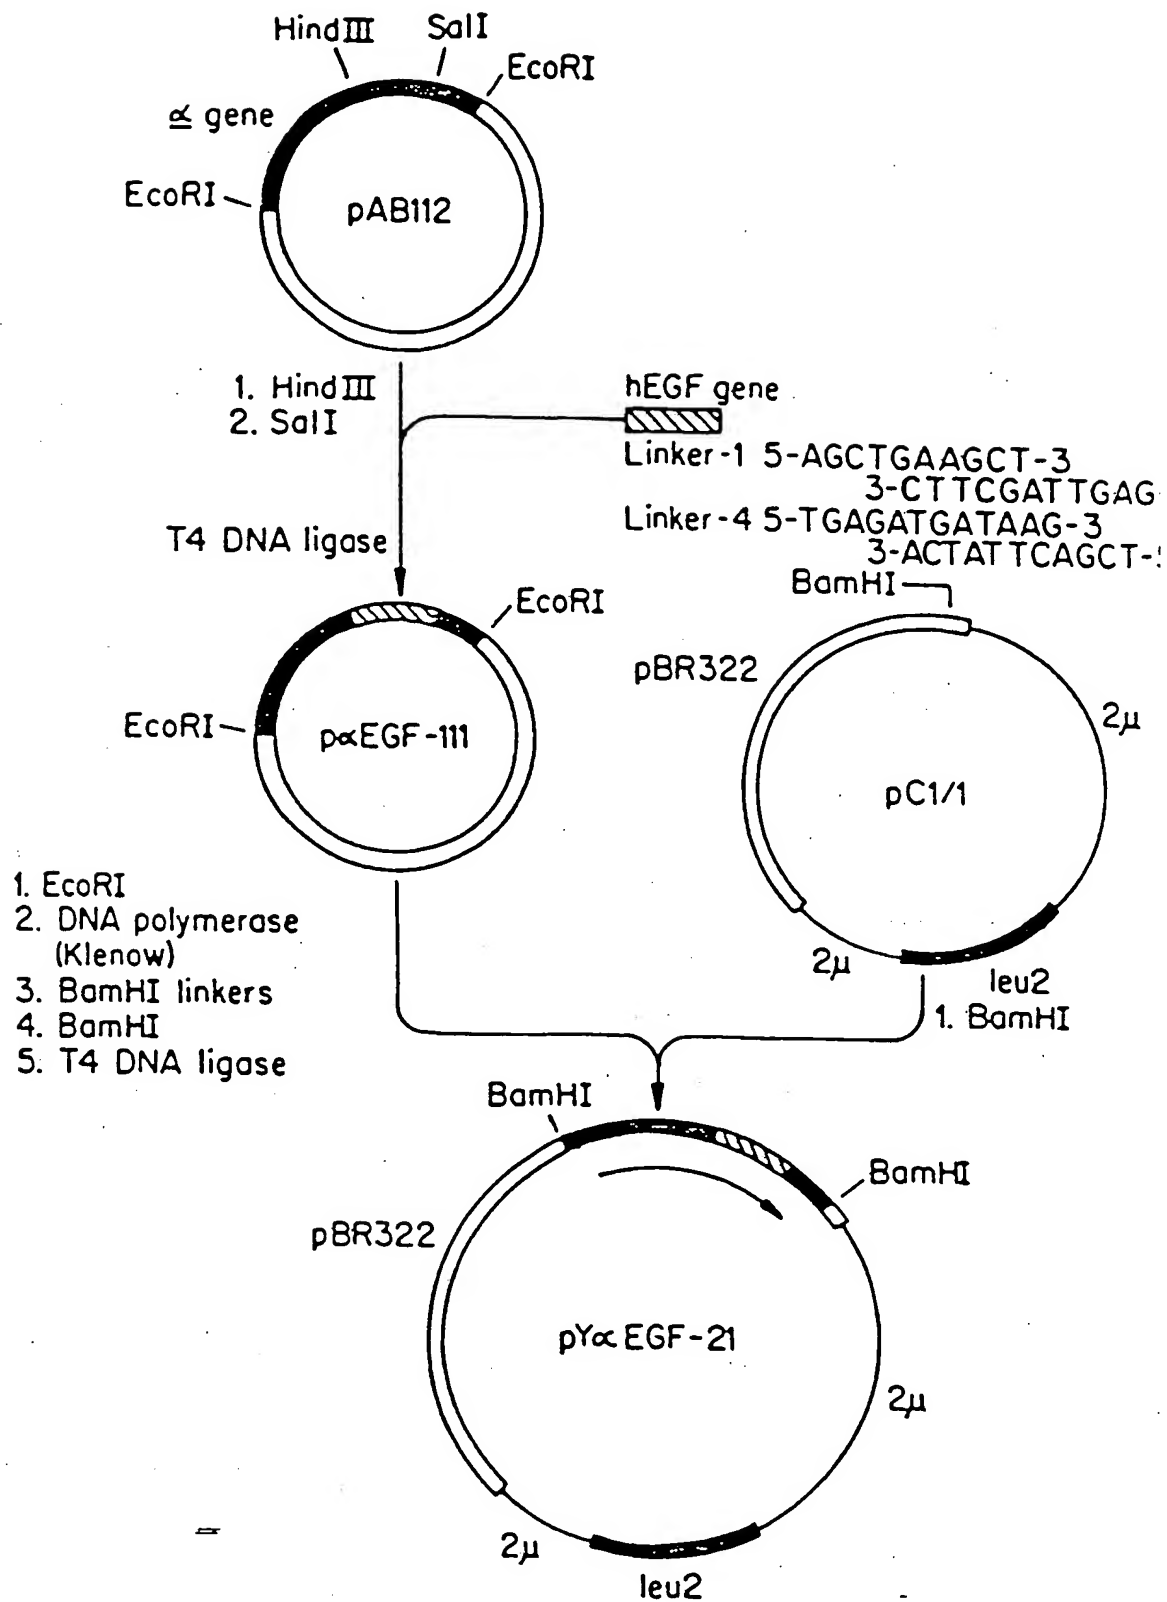 HindIII
SalI
EcoRI
α gene
EcoRI
pAB112
1. HindIII
2. SalI
hEGF gene
Linker-1 5-AGCTGAAGCT-3
3-CTTCGATTGAG
Linker-4 5-TGAGATGATAAG-3
3-ACTATTCAGCT-5
T4 DNA ligase
BamHI
EcoRI
pBR322
2μ
EcoRI
pαEGF-111
pC1/1
1. EcoRI
2. DNA polymerase
(Klenow)
3. BamHI linkers
4. BamHI
5. T4 DNA ligase
2μ
leu2
1. BamHI
BamHI
BamHI
pBR322
pYαEGF-21
2μ
2μ
leu2